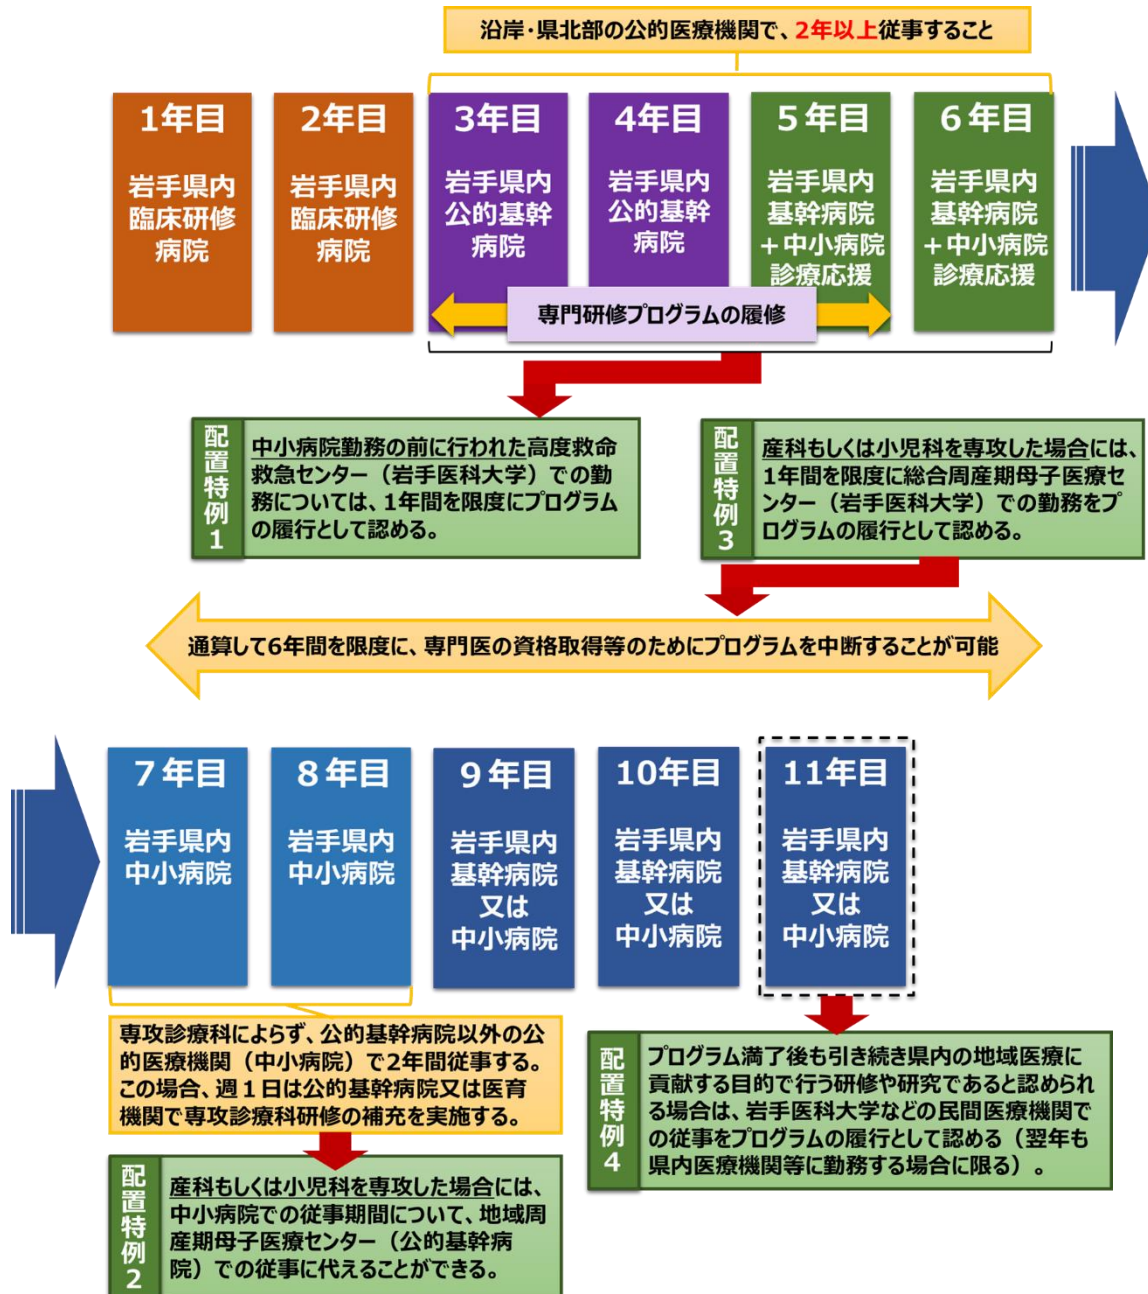 沿岸・県北部の公的医療機関で、2年以上従事すること
1年目
岩手県内
臨床研修
病院
2年目
岩手県内
臨床研修
病院
3年目
岩手県内
公的基幹
病院
4年目
岩手県内
公的基幹
病院
５年目
岩手県内
基幹病院
＋中小病院
診療応援
６年目
岩手県内
基幹病院
＋中小病院
診療応援
専門研修プログラムの履修
配置特例1
中小病院勤務の前に行われた高度救命
救急センター（岩手医科大学）での勤
務については、1年間を限度にプログラム
の履行として認める。
配置特例3
産科もしくは小児科を専攻した場合には、
1年間を限度に総合周産期母子医療セ
ンター（岩手医科大学）での勤務をプ
ログラムの履行として認める。
通算して6年間を限度に、専門医の資格取得等のためにプログラムを中断することが可能
７年目
岩手県内
中小病院
８年目
岩手県内
中小病院
９年目
岩手県内
基幹病院
又は
中小病院
10年目
岩手県内
基幹病院
又は
中小病院
11年目
岩手県内
基幹病院
又は
中小病院
専攻診療科によらず、公的基幹病院以外の公
的医療機関（中小病院）で2年間従事する。
この場合、週１日は公的基幹病院又は医育
機関で専攻診療科研修の補充を実施する。
配置特例2
産科もしくは小児科を専攻した場合には、
中小病院での従事期間について、地域周
産期母子医療センター（公的基幹病
院）での従事に代えることができる。
配置特例4
プログラム満了後も引き続き県内の地域医療に
貢献する目的で行う研修や研究であると認められ
る場合は、岩手医科大学などの民間医療機関で
の従事をプログラムの履行として認める（翌年も
県内医療機関等に勤務する場合に限る）。